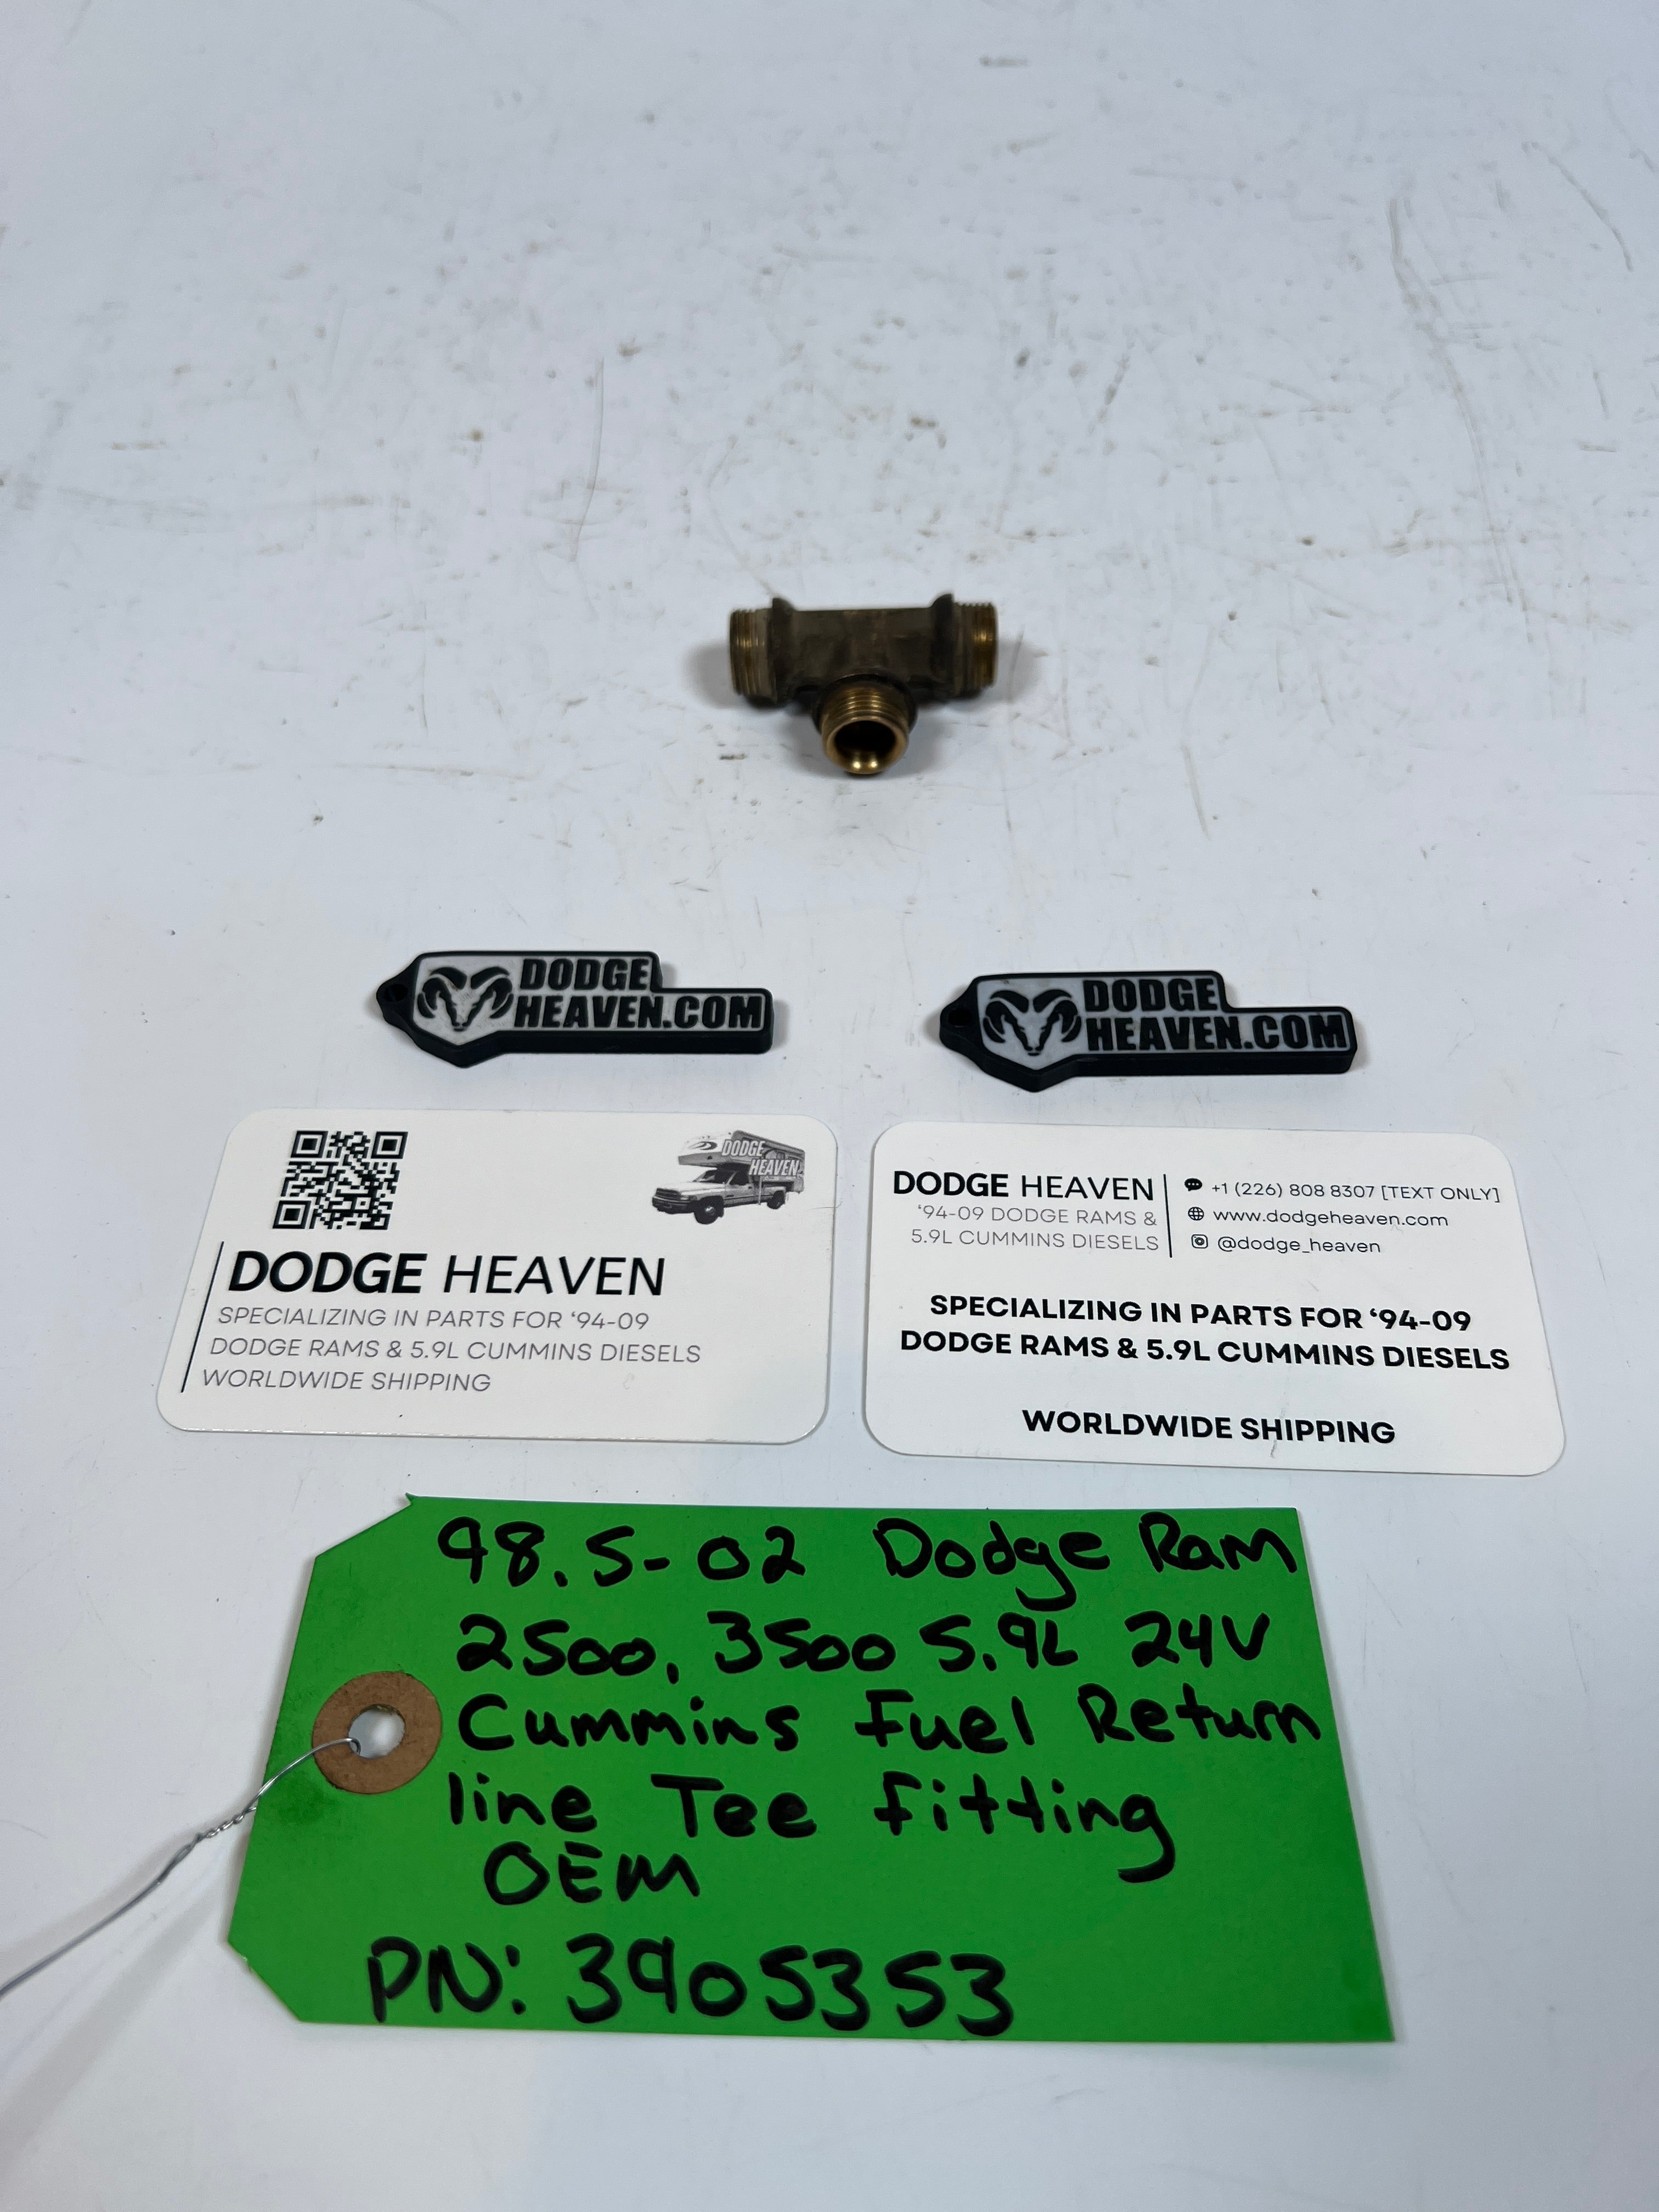 DODGE
HEAVEN.COM
DODGE
HEAVEN.COM
DODGE
HEAVEN
DODGE HEAVEN
SPECIALIZING IN PARTS FOR ‘94-09
DODGE RAMS & 5.9L CUMMINS DIESELS
WORLDWIDE SHIPPING
DODGE HEAVEN
‘94-09 DODGE RAMS &
5.9L CUMMINS DIESELS
+1 (226) 808 8307 [TEXT ONLY]
www.dodgeheaven.com
@dodge_heaven
SPECIALIZING IN PARTS FOR ‘94-09
DODGE RAMS & 5.9L CUMMINS DIESELS
WORLDWIDE SHIPPING
98.5-02 Dodge Ram
2500, 3500 5.9L 24V
Cummins Fuel Return
line Tee fitting
OEM
PN: 3905353